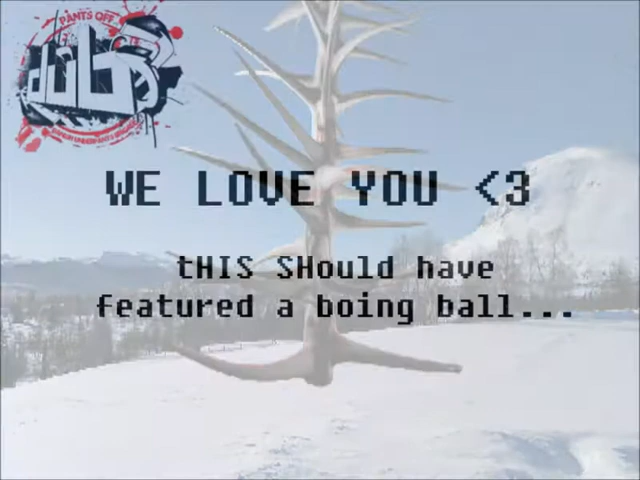 PANTS OFF
WE LOVE YOU <3
tHIS SHould have
featured a boing ball...